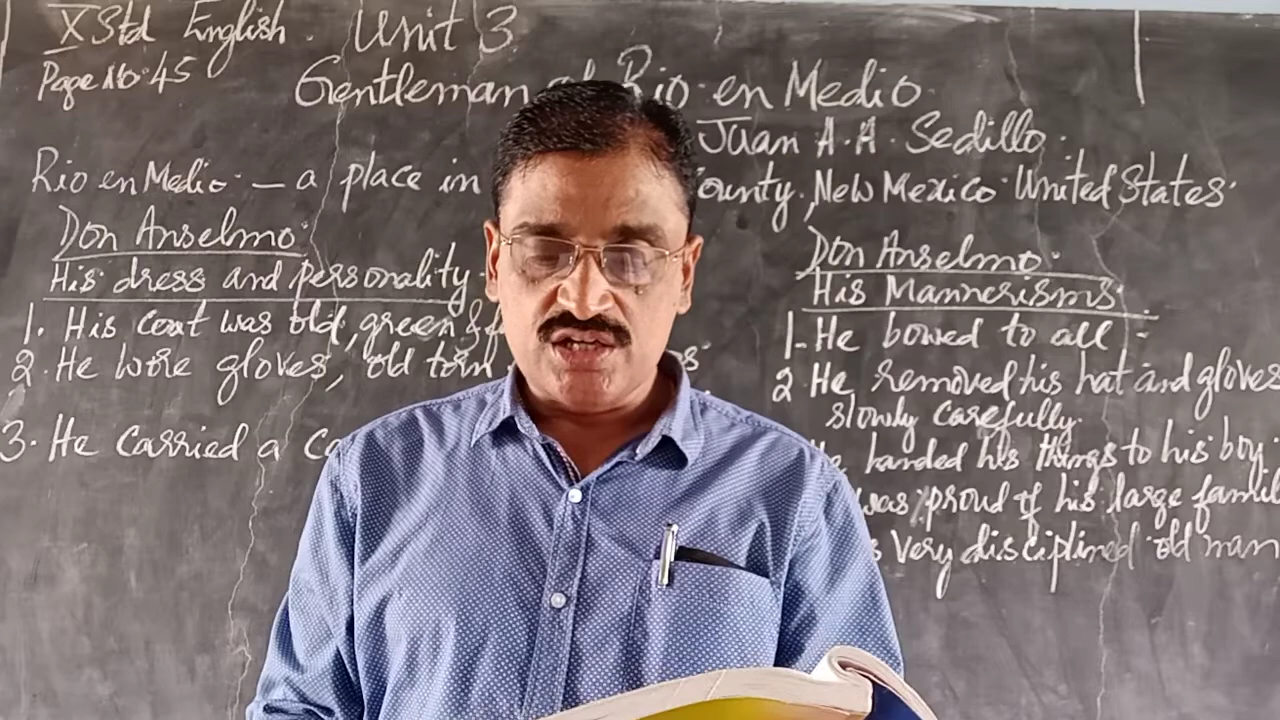 X Std English. Unit 3
Page No. 45
Gentleman of Rio en Medio
Juan A.A. Sedillo.
Rio en Medio - a place in ounty, New Mexico United States.
Don Anselmo.
His dress and personality.
1. His coat was old, green &
2. He wore gloves, old torn
3. He carried a
Don Anselmo.
His Mannerisms.
1. He bowed to all.
2. He removed his hat and gloves
slowly carefully.
handed his things to his boy.
was proud of his large famil
very disciplined old man